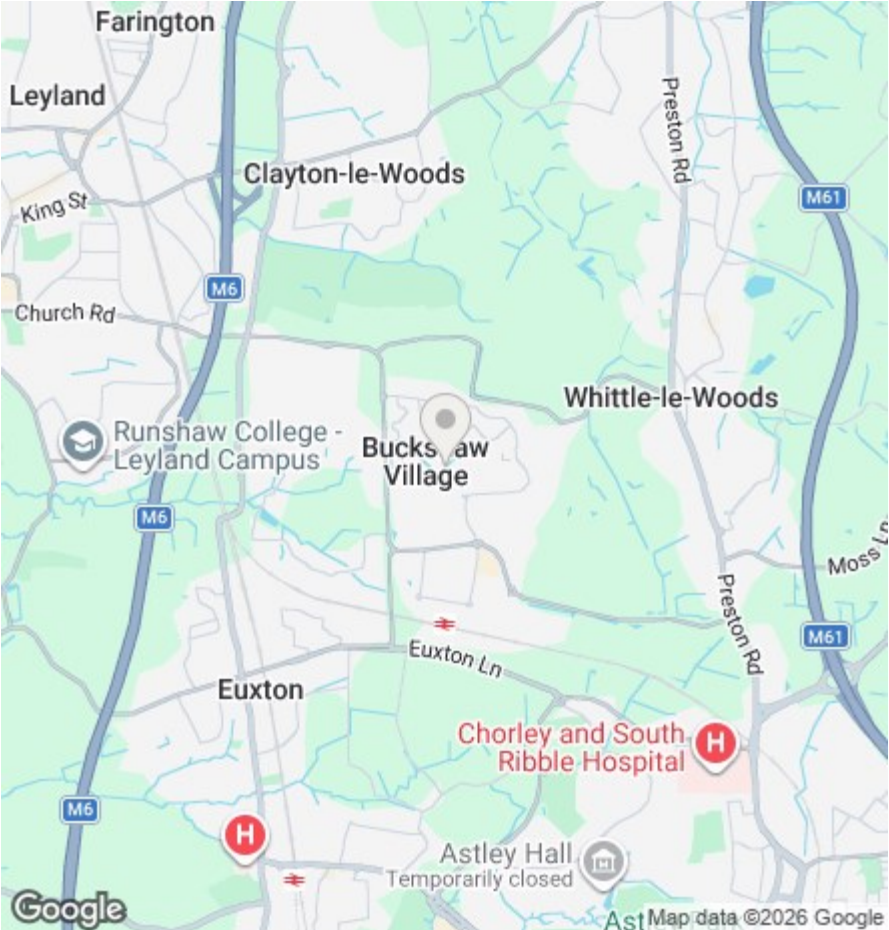 Farington
Leyland
Preston Rd
Clayton-le-Woods
King St
M61
M6
Church Rd
Whittle-le-Woods
Runshaw College -
Leyland Campus
Buckshaw
Village
M6
Moss Ln
Preston Rd
M61
Euxton Ln
Euxton
Chorley and South
Ribble Hospital
H
M6
H
Astley Hall
Temporarily closed
Google
Map data ©2026 Google